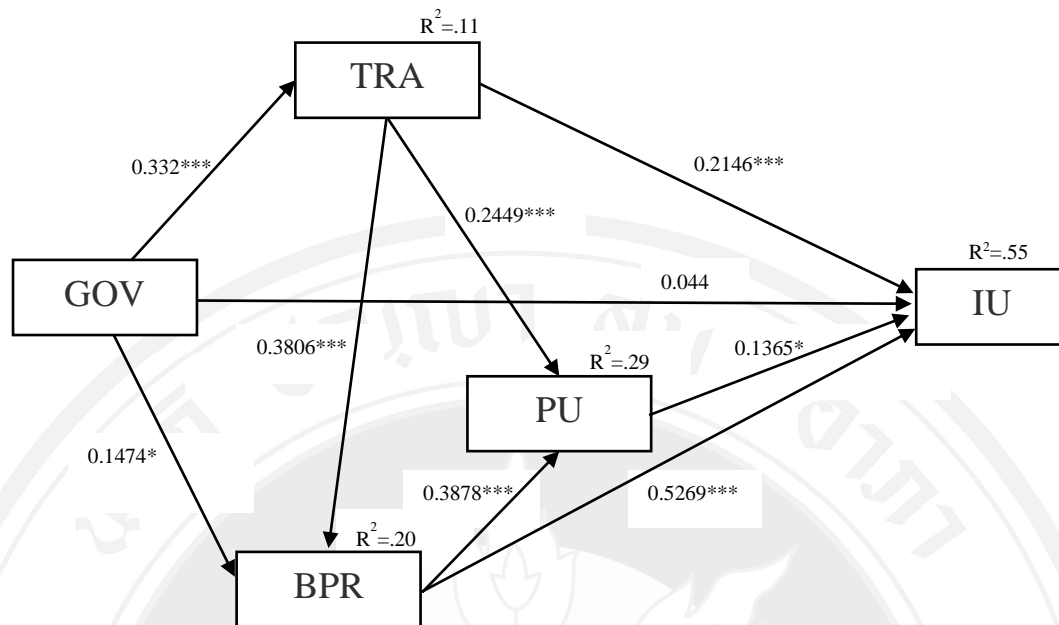 R²=.11
TRA
0.332***
0.2146***
0.2449***
R²=.55
GOV
0.044
IU
0.3806***
0.1365*
R²=.29
PU
0.1474*
0.3878***
0.5269***
R²=.20
BPR